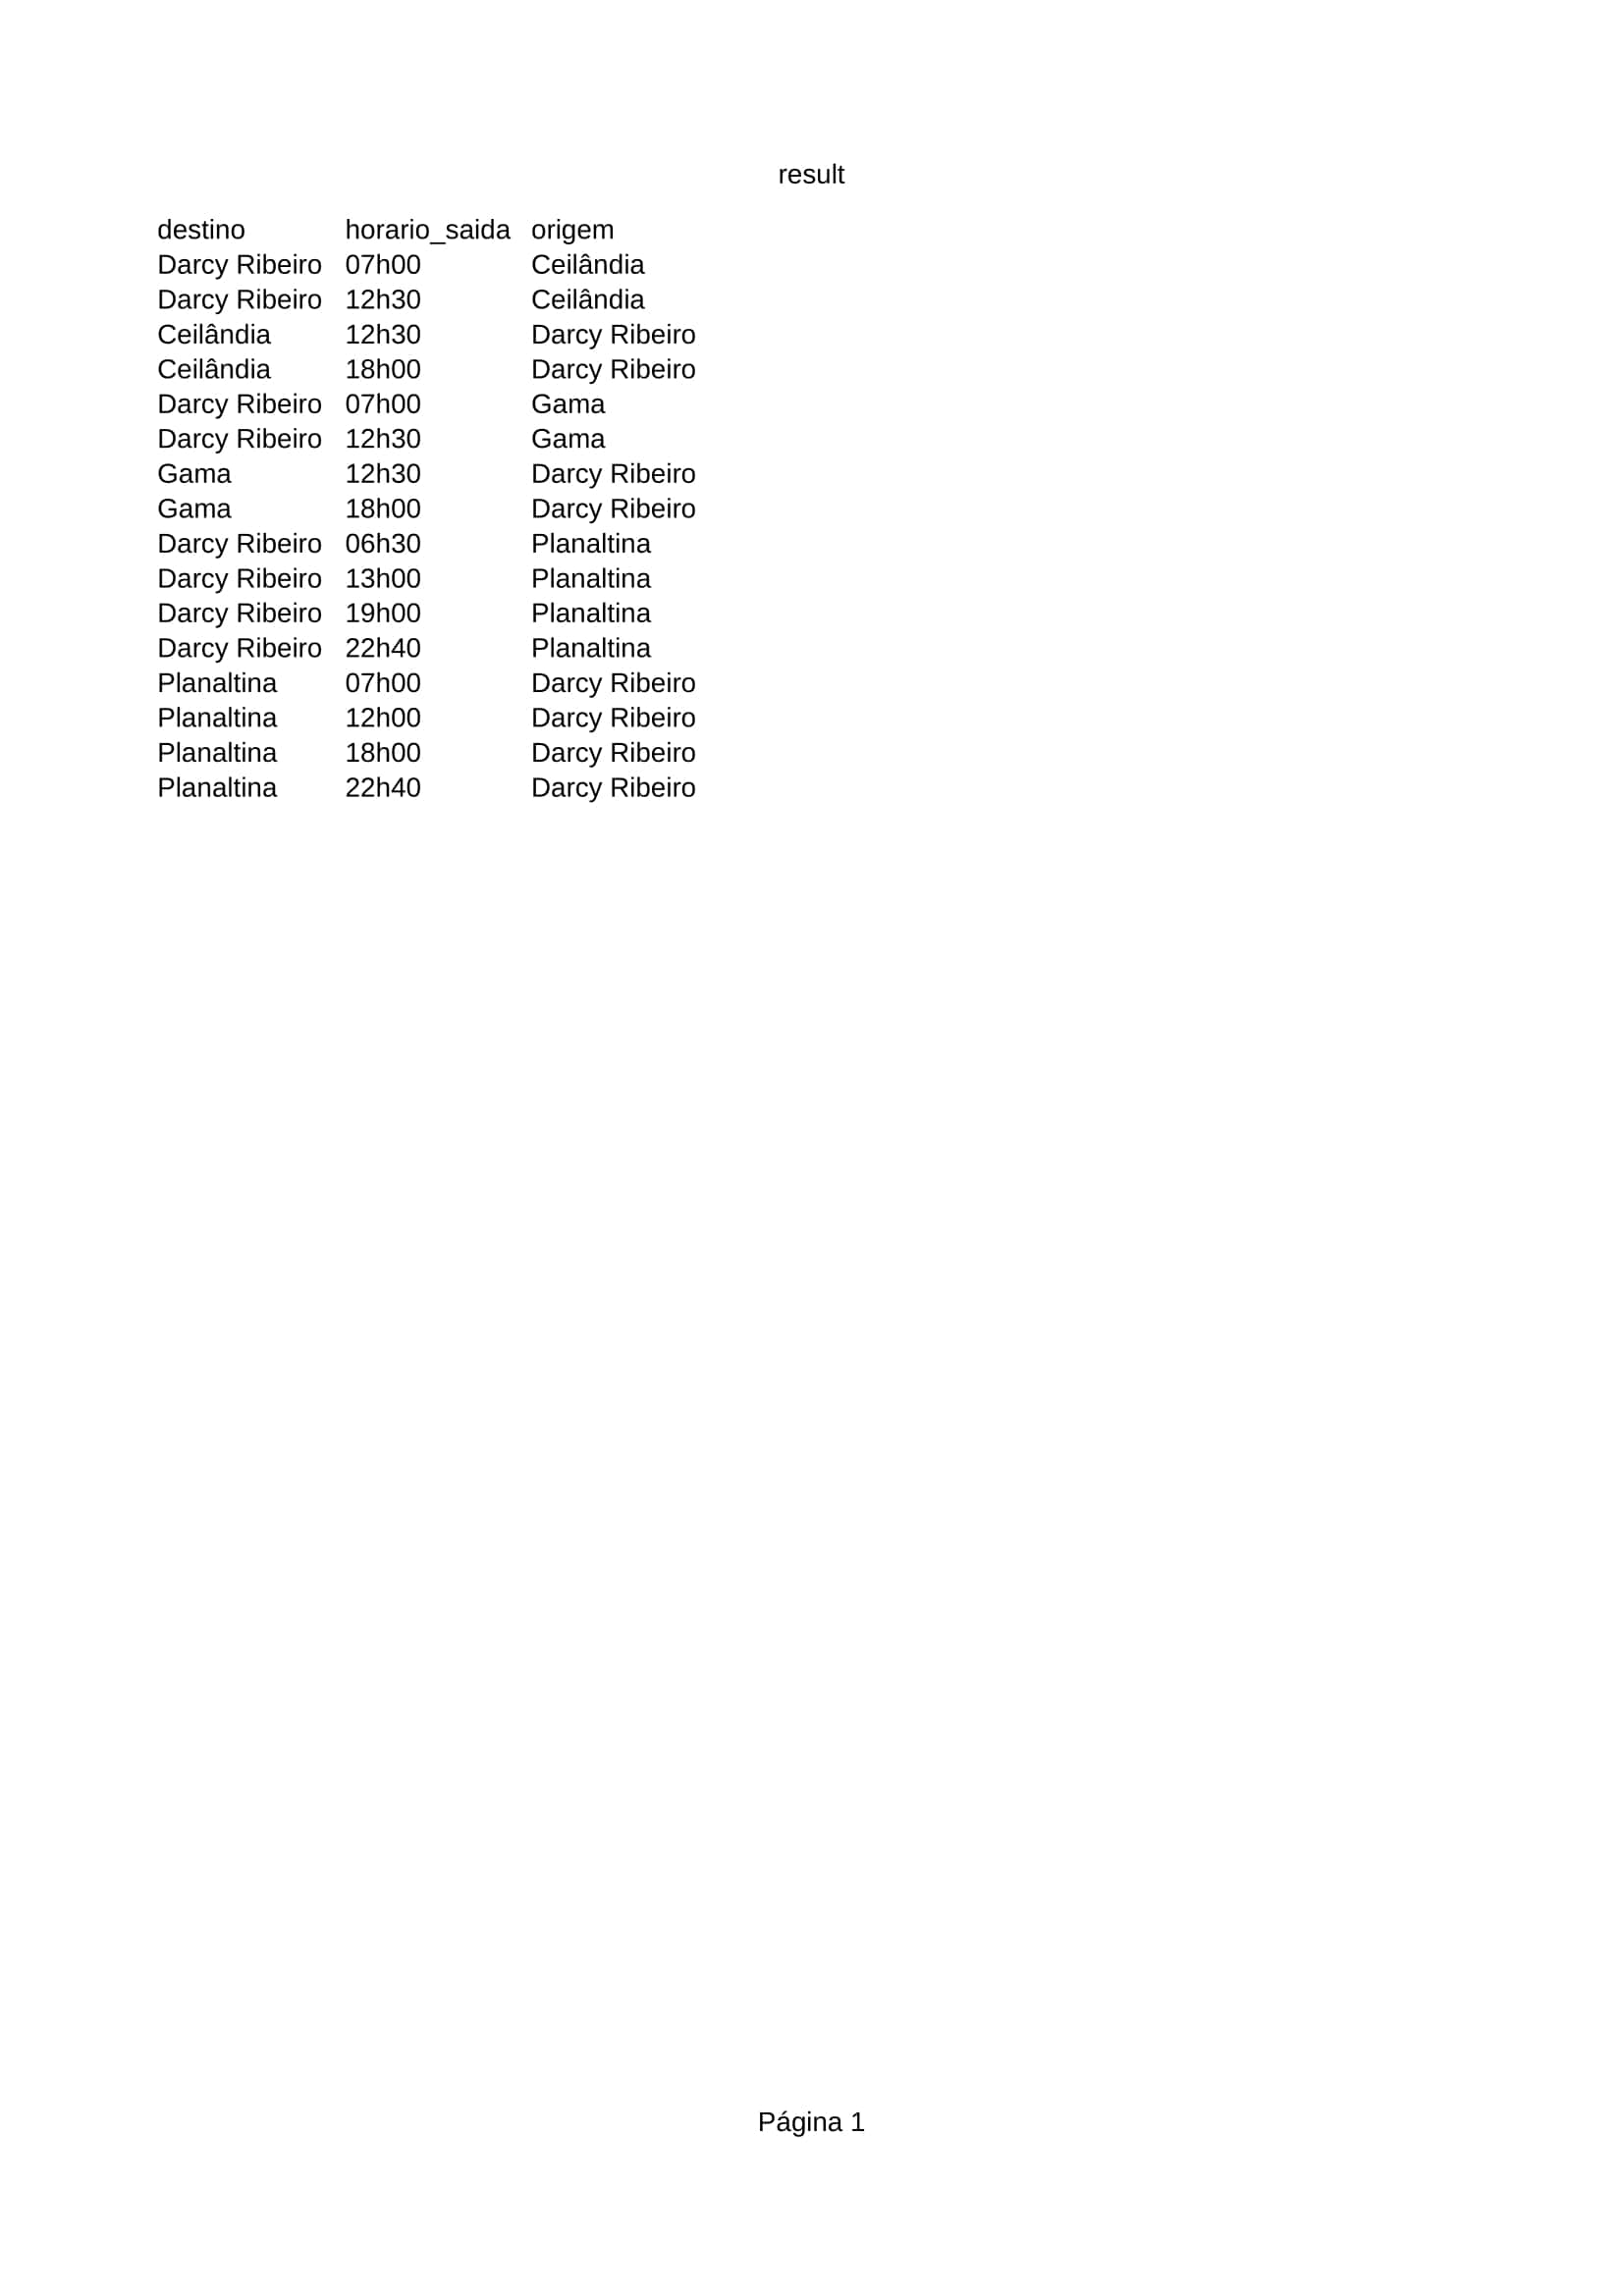 result
destino horario_saida origem
Darcy Ribeiro 07h00 Ceilândia
Darcy Ribeiro 12h30 Ceilândia
Ceilândia 12h30 Darcy Ribeiro
Ceilândia 18h00 Darcy Ribeiro
Darcy Ribeiro 07h00 Gama
Darcy Ribeiro 12h30 Gama
Gama 12h30 Darcy Ribeiro
Gama 18h00 Darcy Ribeiro
Darcy Ribeiro 06h30 Planaltina
Darcy Ribeiro 13h00 Planaltina
Darcy Ribeiro 19h00 Planaltina
Darcy Ribeiro 22h40 Planaltina
Planaltina 07h00 Darcy Ribeiro
Planaltina 12h00 Darcy Ribeiro
Planaltina 18h00 Darcy Ribeiro
Planaltina 22h40 Darcy Ribeiro
Página 1